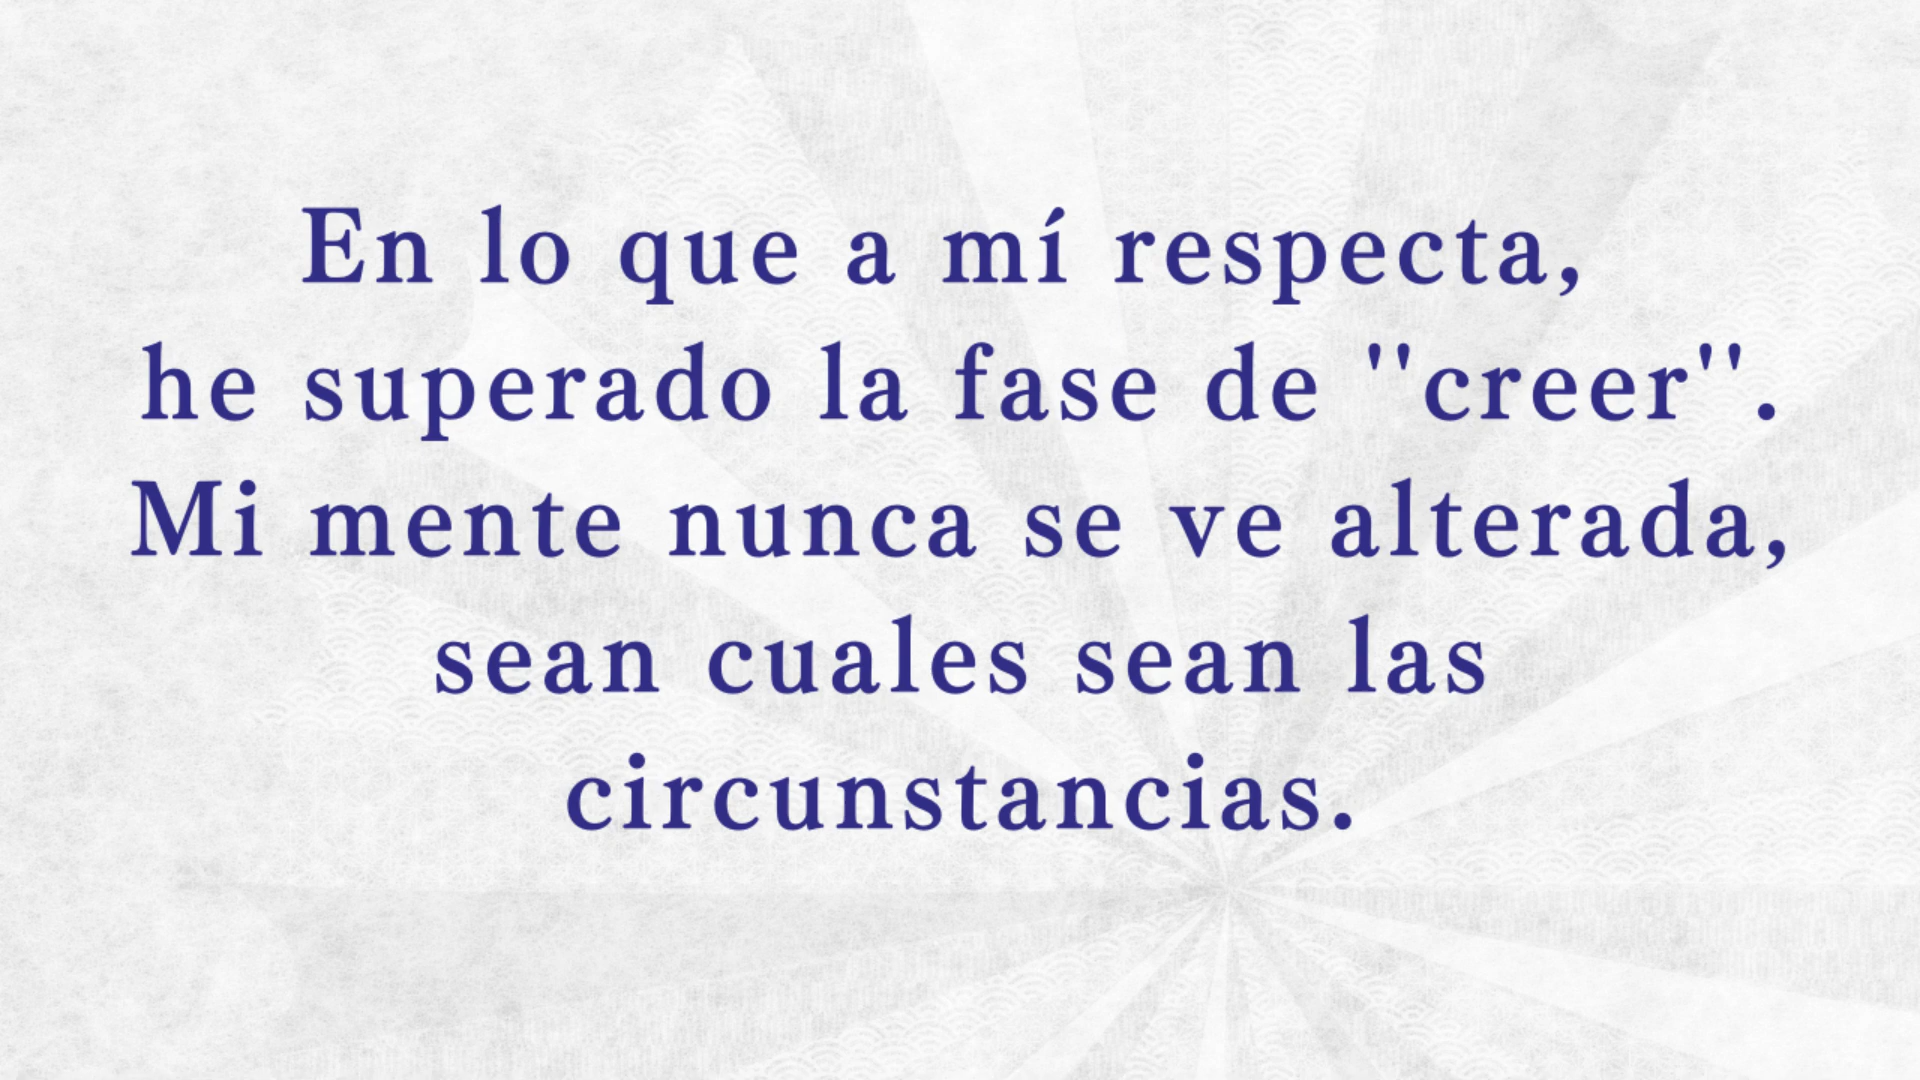 En lo que a mí respecta,
he superado la fase de ''creer''.
Mi mente nunca se ve alterada,
sean cuales sean las
circunstancias.